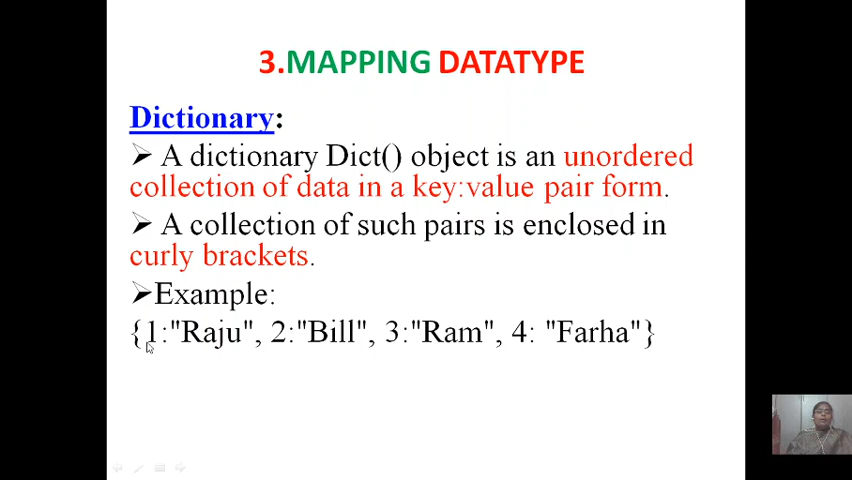 3.MAPPING DATATYPE
Dictionary:
➢ A dictionary Dict() object is an unordered
collection of data in a key:value pair form.
➢ A collection of such pairs is enclosed in
curly brackets.
➢Example:
{1:"Raju", 2:"Bill", 3:"Ram", 4: "Farha"}